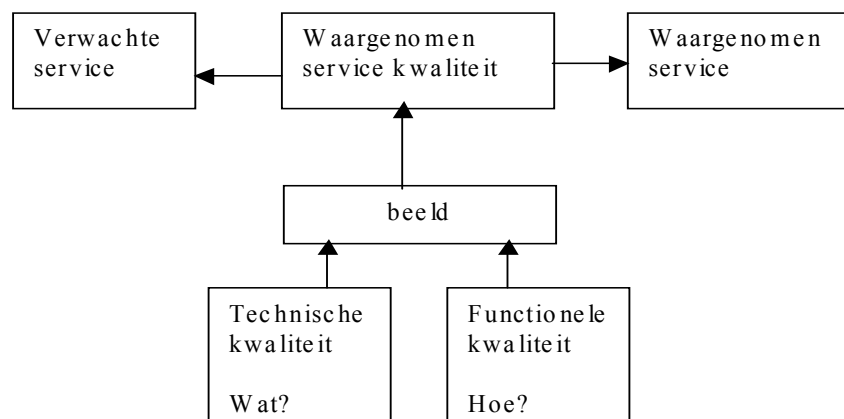 Verwachte
service
Waargenomen
service kwaliteit
Waargenomen
service
beeld
Technische
kwaliteit
Wat?
Functionele
kwaliteit
Hoe?